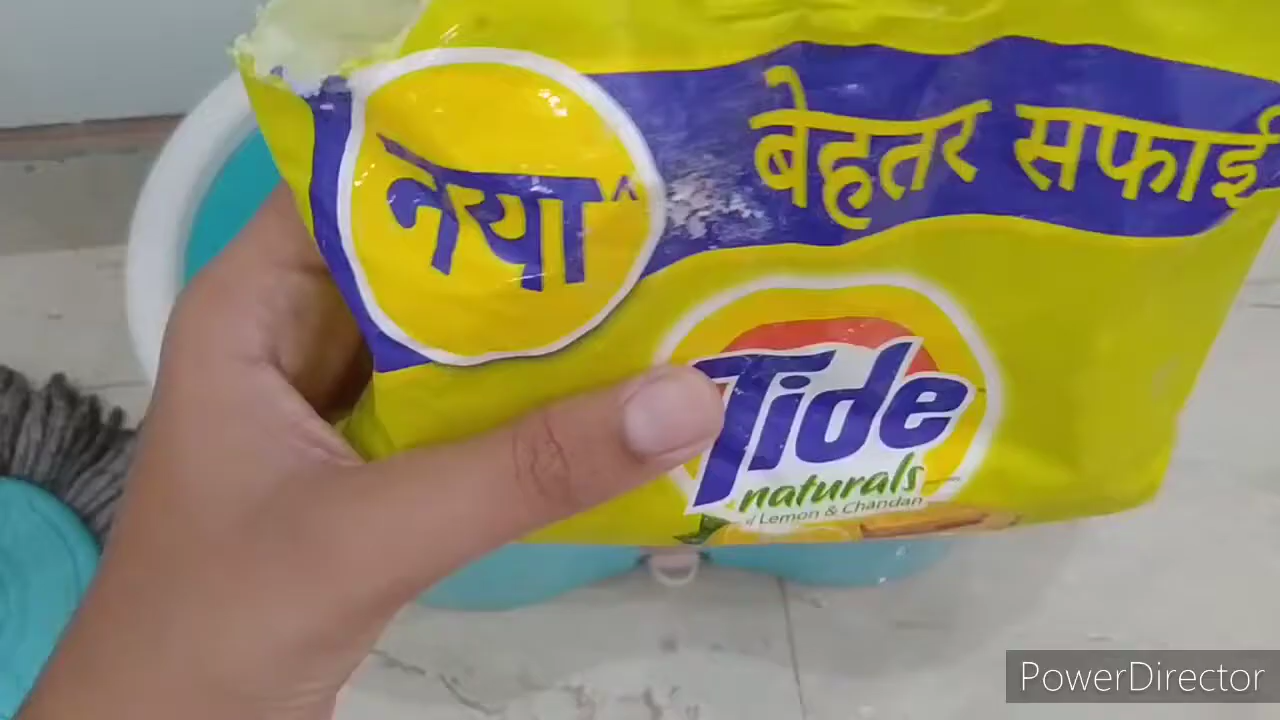 नया^
बेहतर सफाई
Tide
naturals
Lemon & Chandan
PowerDirector